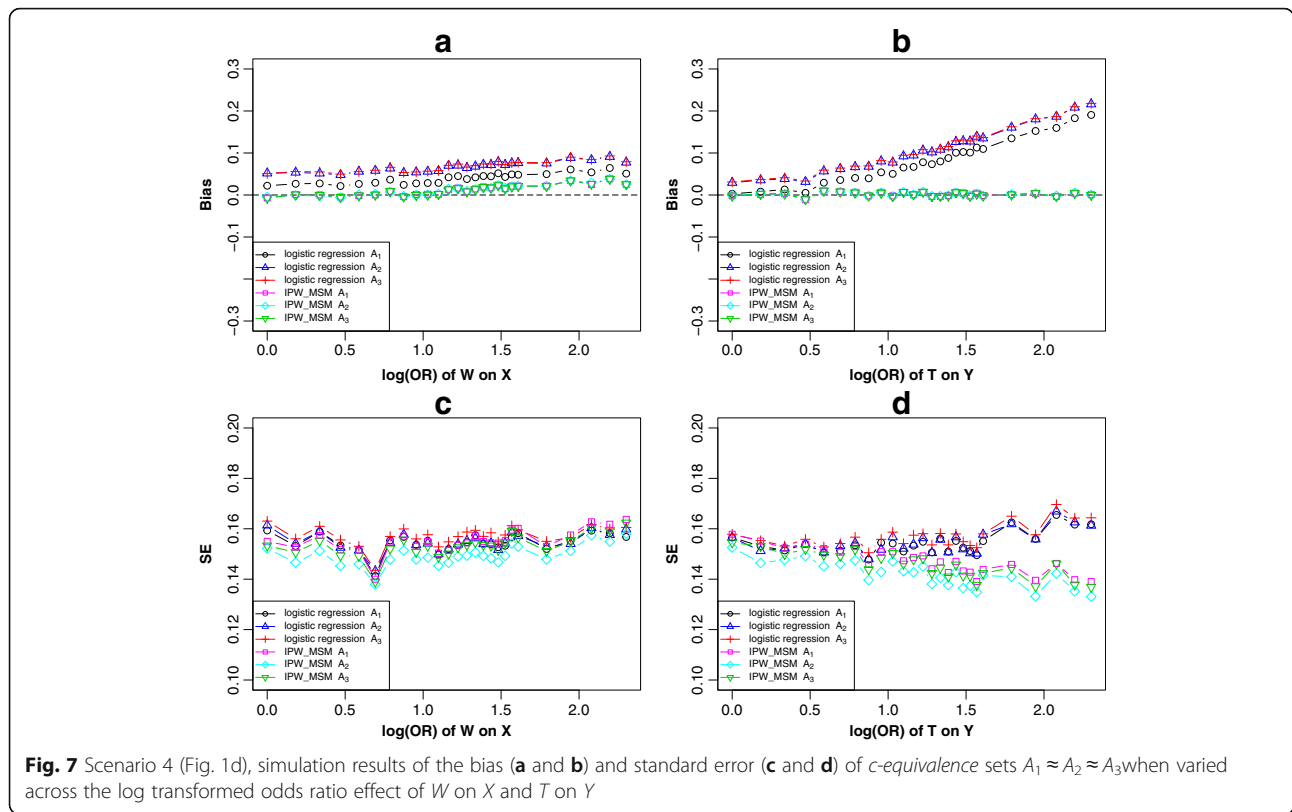 a
0.3
0.2
0.1
0.0
−0.1
−0.3
Bias
logistic regression A1
logistic regression A2
logistic regression A3
IPW_MSM A1
IPW_MSM A2
IPW_MSM A3
0.0 0.5 1.0 1.5 2.0
log(OR) of W on X
b
0.3
0.2
0.1
0.0
−0.1
−0.3
Bias
logistic regression A1
logistic regression A2
logistic regression A3
IPW_MSM A1
IPW_MSM A2
IPW_MSM A3
0.0 0.5 1.0 1.5 2.0
log(OR) of T on Y
c
0.20
0.18
0.16
0.14
0.12
0.10
SE
logistic regression A1
logistic regression A2
logistic regression A3
IPW_MSM A1
IPW_MSM A2
IPW_MSM A3
0.0 0.5 1.0 1.5 2.0
log(OR) of W on X
d
0.20
0.18
0.16
0.14
0.12
0.10
SE
logistic regression A1
logistic regression A2
logistic regression A3
IPW_MSM A1
IPW_MSM A2
IPW_MSM A3
0.0 0.5 1.0 1.5 2.0
log(OR) of T on Y
Fig. 7 Scenario 4 (Fig. 1d), simulation results of the bias (a and b) and standard error (c and d) of c-equivalence sets A1 ≈ A2 ≈ A3when varied
across the log transformed odds ratio effect of W on X and T on Y